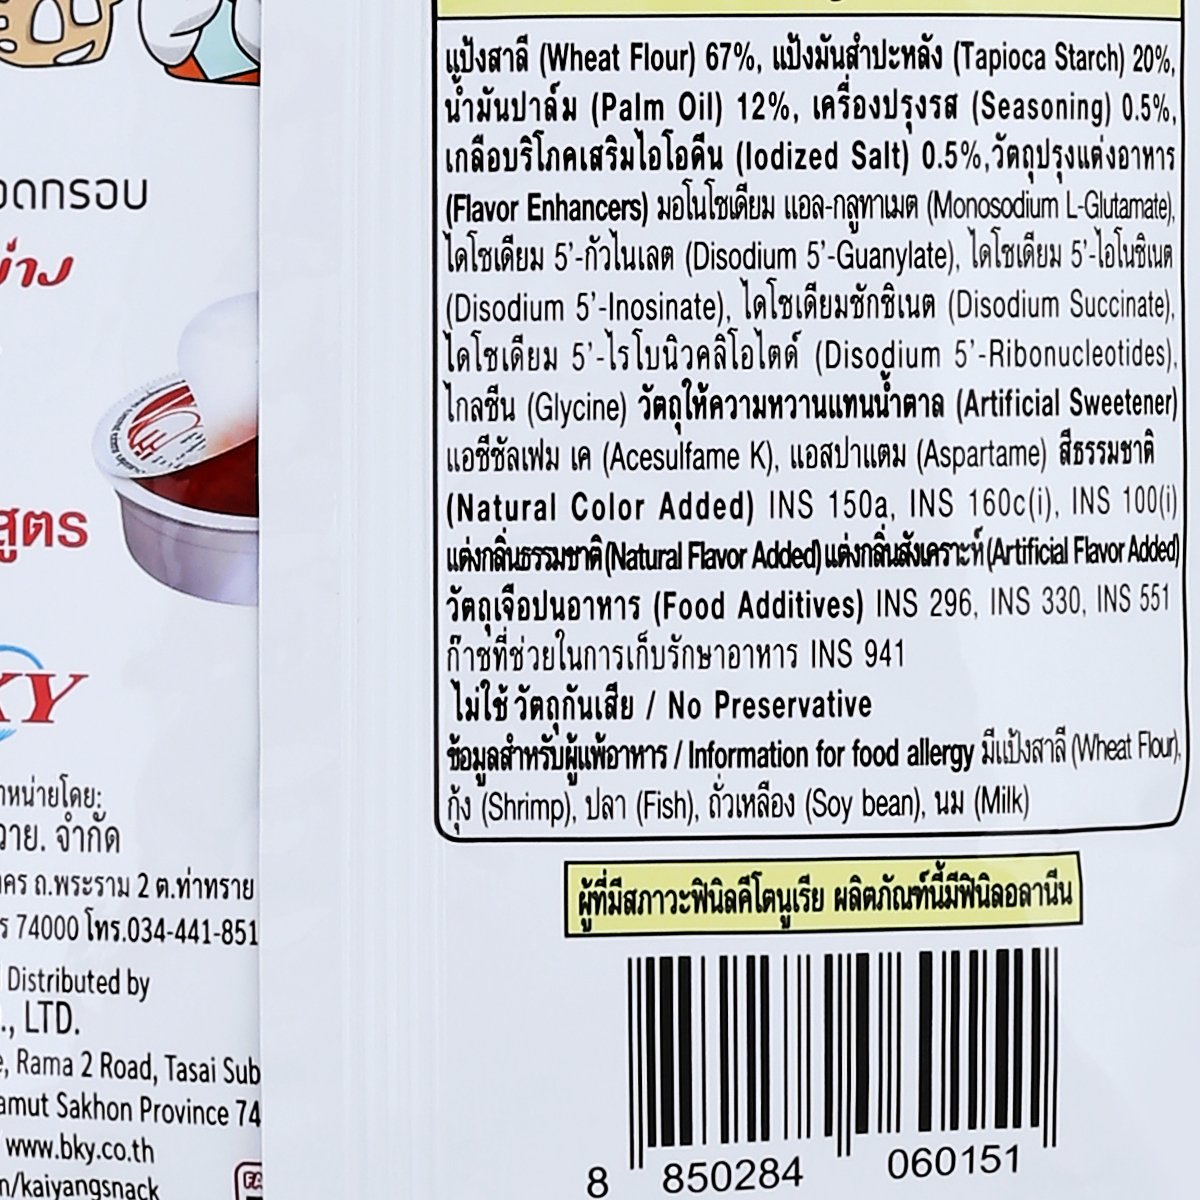 อดกรอบ
ย่าง
สูตร
KY
าหน่ายโดย:
วาย. จำกัด
คร ถ.พระราม 2 ต.ท่าทราย
ร 74000 โทร.034-441-851
Distributed by
., LTD.
, Rama 2 Road, Tasai Sub
amut Sakhon Province 74
www.bky.co.th
n/kaiyangsnack
แป้งสาลี (Wheat Flour) 67%, แป้งมันสำปะหลัง (Tapioca Starch) 20%,
น้ำมันปาล์ม (Palm Oil) 12%, เครื่องปรุงรส (Seasoning) 0.5%,
เกลือบริโภคเสริมไอโอดีน (Iodized Salt) 0.5%,วัตถุปรุงแต่งอาหาร
(Flavor Enhancers) มอโนโซเดียม แอล-กลูทาเมต (Monosodium L-Glutamate),
ไดโซเดียม 5'-กัวไนเลต (Disodium 5'-Guanylate), ไดโซเดียม 5'-ไอโนซิเนต
(Disodium 5'-Inosinate), ไดโซเดียมซักซิเนต (Disodium Succinate),
ไดโซเดียม 5'-ไรโบนิวคลิโอไตด์ (Disodium 5'-Ribonucleotides),
ไกลซีน (Glycine) วัตถุให้ความหวานแทนน้ำตาล (Artificial Sweetener)
แอซีซัลเฟม เค (Acesulfame K), แอสปาแตม (Aspartame) สีธรรมชาติ
(Natural Color Added) INS 150a, INS 160c(i), INS 100(i)
แต่งกลิ่นธรรมชาติ(Natural Flavor Added) แต่งกลิ่นสังเคราะห์(Artificial Flavor Added)
วัตถุเจือปนอาหาร (Food Additives) INS 296, INS 330, INS 551
ก๊าซที่ช่วยในการเก็บรักษาอาหาร INS 941
ไม่ใช้ วัตถุกันเสีย / No Preservative
ข้อมูลสำหรับผู้แพ้อาหาร / Information for food allergy มีแป้งสาลี (Wheat Flour),
กุ้ง (Shrimp), ปลา (Fish), ถั่วเหลือง (Soy bean), นม (Milk)
ผู้ที่มีสภาวะฟินิลคีโตนูเรีย ผลิตภัณฑ์นี้มีฟินิลอลานีน
8 850284 060151